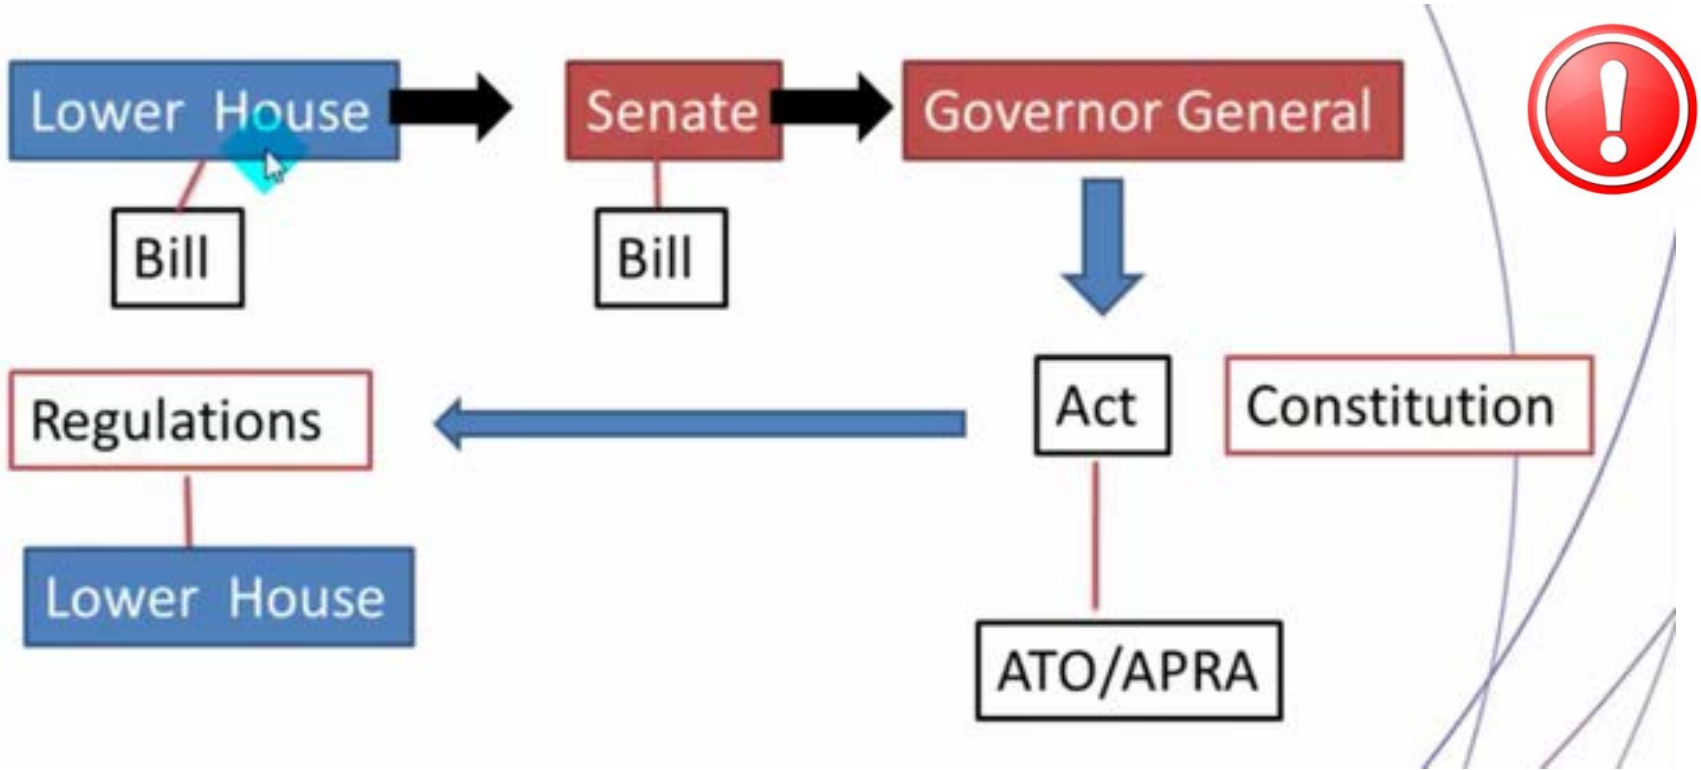 Lower House
Senate
Governor General
Bill
Bill
Act
Constitution
Regulations
Lower House
ATO/APRA